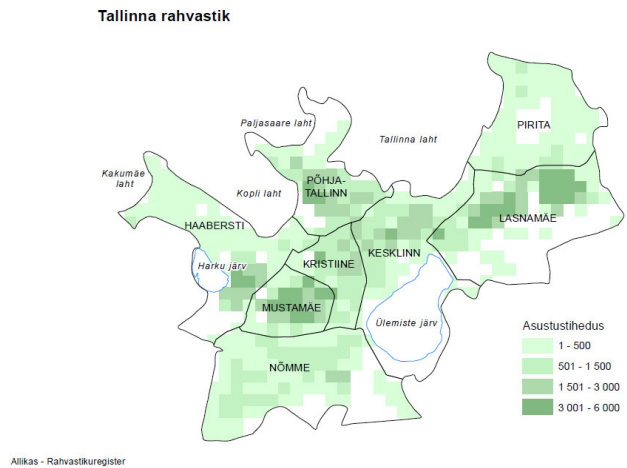 Tallinna rahvastik
PIRITA
Paljasaare laht
Tallinna laht
Kakumäe
laht
Kopli laht
PÕHJA-
TALLINN
LASNAMÄE
HAABERSTI
KESKLINN
KRISTIINE
Harku järv
MUSTAMÄE
Ülemiste järv
NÕMME
Asustustihedus
1 - 500
501 - 1 500
1 501 - 3 000
3 001 - 6 000
Allikas - Rahvastikuregister